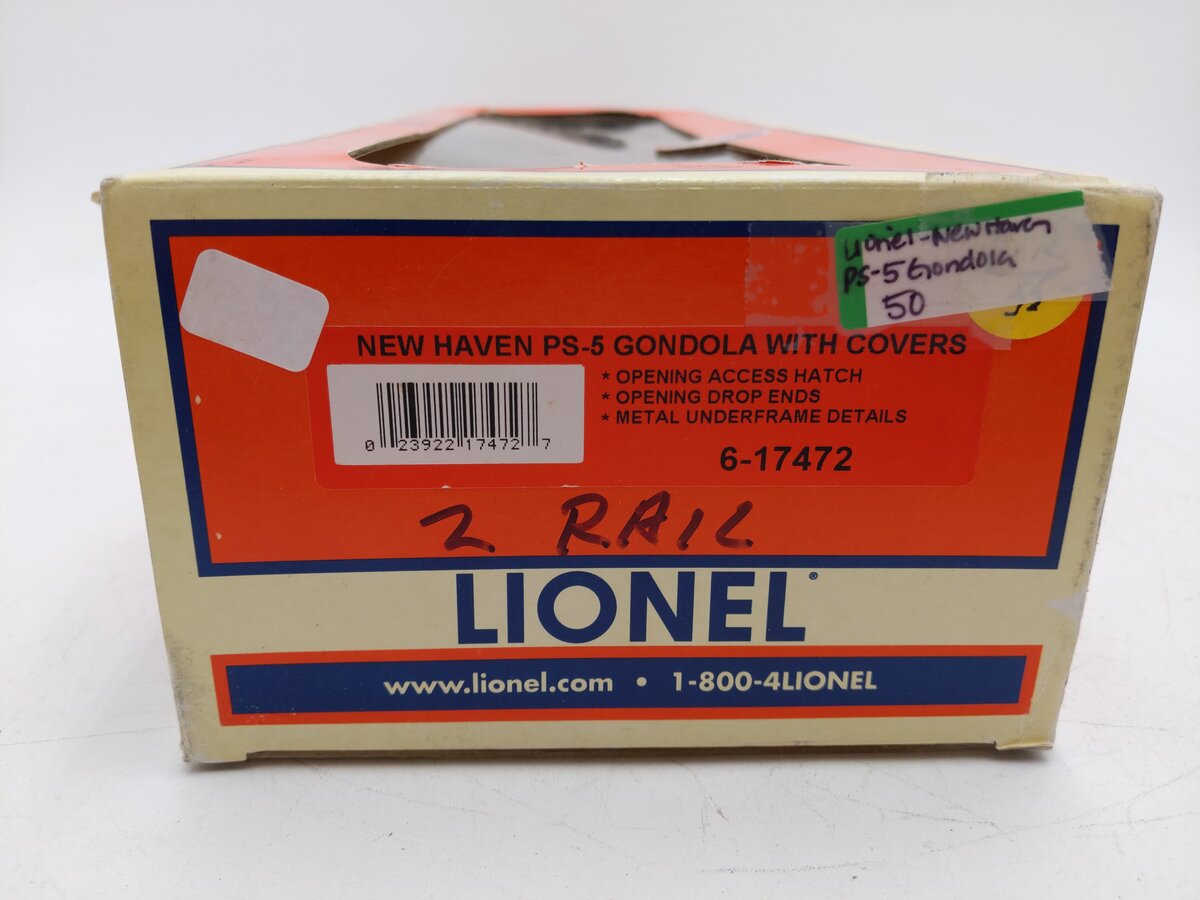 Lionel-New Haven
PS-5 Gondola
50
NEW HAVEN PS-5 GONDOLA WITH COVERS
* OPENING ACCESS HATCH
* OPENING DROP ENDS
* METAL UNDERFRAME DETAILS
0 23922 17472 7
6-17472
2 RAIL
LIONEL®
www.lionel.com • 1-800-4LIONEL